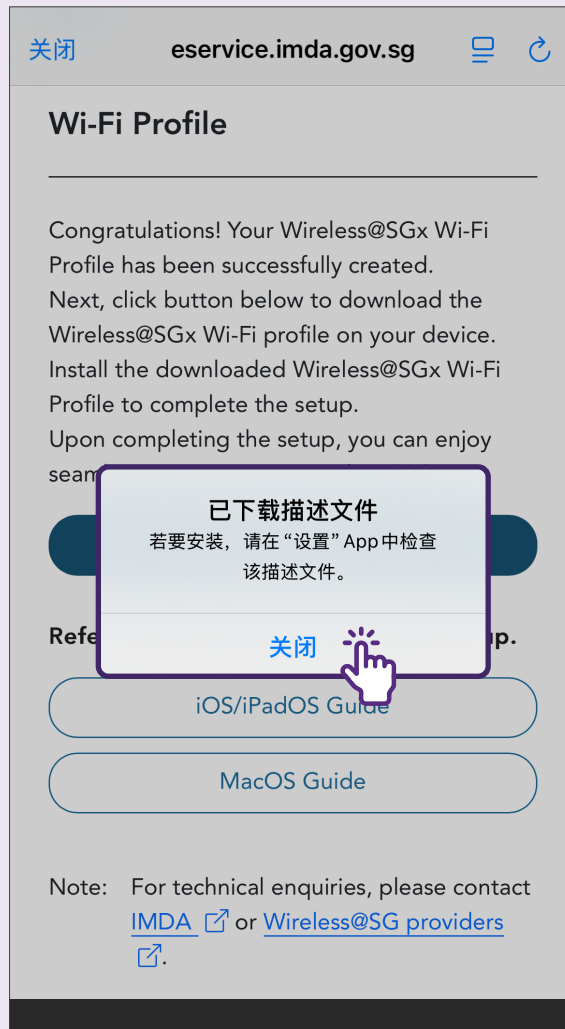 关闭 eservice.imda.gov.sg
Wi-Fi Profile
Congratulations! Your Wireless@SGx Wi-Fi
Profile has been successfully created.
Next, click button below to download the
Wireless@SGx Wi-Fi profile on your device.
Install the downloaded Wireless@SGx Wi-Fi
Profile to complete the setup.
Upon completing the setup, you can enjoy
已下载描述文件
若要安装，请在“设置”App中检查
该描述文件。
关闭
iOS/iPadOS Guide
MacOS Guide
Note: For technical enquiries, please contact
IMDA or Wireless@SG providers
.